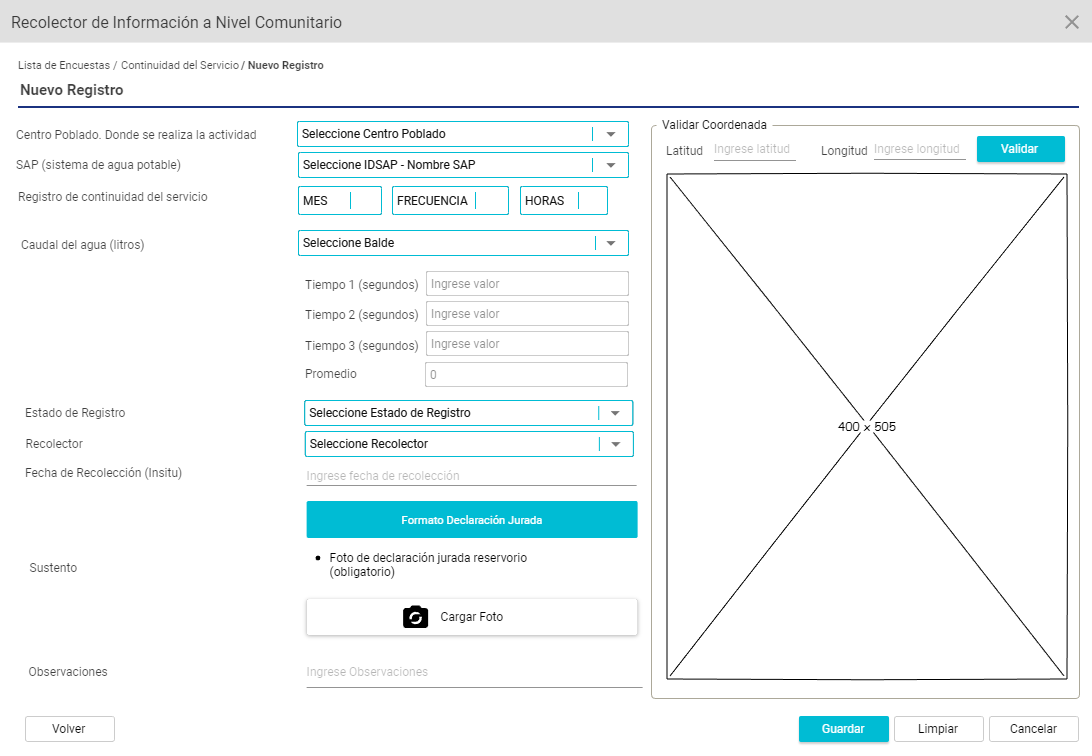 Recolector de Información a Nivel Comunitario
Lista de Encuestas / Continuidad del Servicio / Nuevo Registro
Nuevo Registro
Centro Poblado. Donde se realiza la actividad
Seleccione Centro Poblado
SAP (sistema de agua potable)
Seleccione IDSAP - Nombre SAP
Registro de continuidad del servicio
MES
FRECUENCIA
HORAS
Caudal del agua (litros)
Seleccione Balde
Tiempo 1 (segundos)
Ingrese valor
Tiempo 2 (segundos)
Ingrese valor
Tiempo 3 (segundos)
Ingrese valor
Promedio
0
Estado de Registro
Seleccione Estado de Registro
Recolector
Seleccione Recolector
Fecha de Recolección (Insitu)
Ingrese fecha de recolección
Formato Declaración Jurada
Sustento
• Foto de declaración jurada reservorio
(obligatorio)
Cargar Foto
Observaciones
Ingrese Observaciones
Validar Coordenada
Latitud
Ingrese latitud
Longitud
Ingrese longitud
Validar
400 x 505
Volver
Guardar
Limpiar
Cancelar